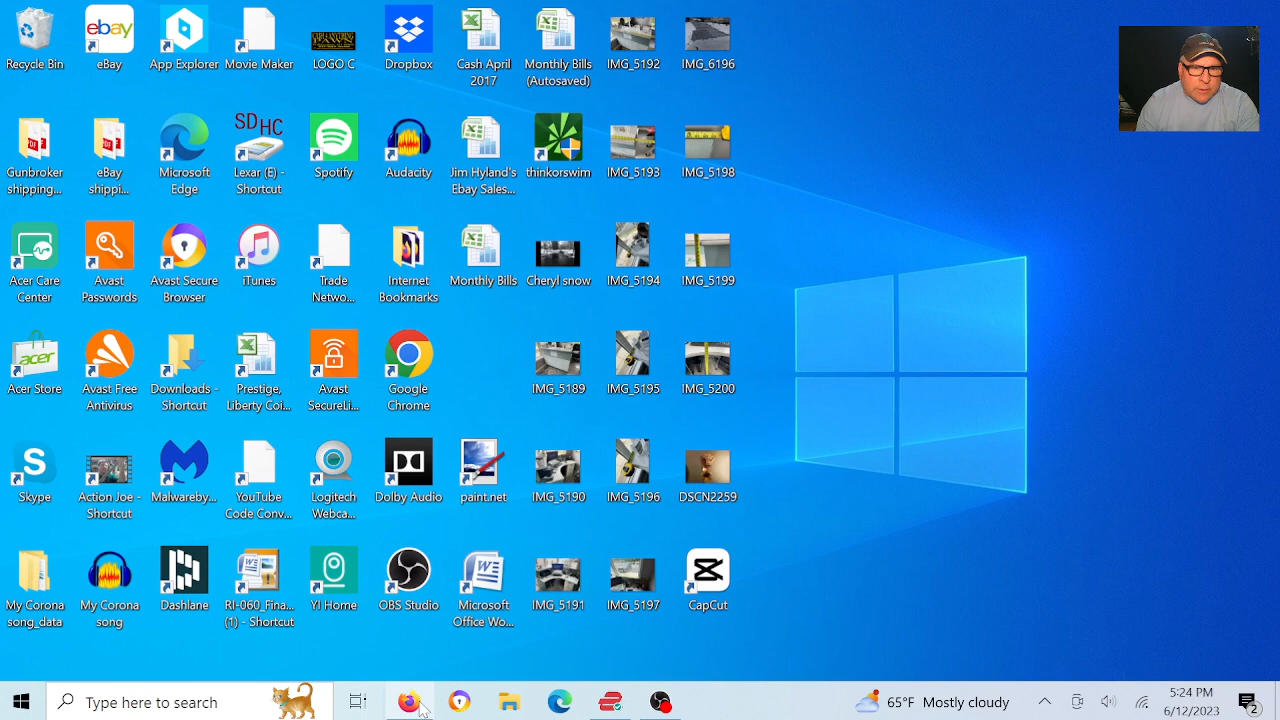 Recycle Bin
ebay
eBay
App Explorer
Movie Maker
LOGO C
Dropbox
Cash April
2017
Monthly Bills
(Autosaved)
IMG_5192
IMG_6196
PDF
Gunbroker
shipping...
PDF
eBay
shippi...
Microsoft
Edge
SD HC
Lexar (E) -
Shortcut
Spotify
Audacity
Jim Hyland's
Ebay Sales...
thinkorswim
IMG_5193
IMG_5198
Acer Care
Center
Avast
Passwords
Avast Secure
Browser
iTunes
Trade
Netwo...
Internet
Bookmarks
Monthly Bills
Cheryl snow
IMG_5194
IMG_5199
acer
Acer Store
Avast Free
Antivirus
Downloads -
Shortcut
Prestige,
Liberty Coi...
Avast
SecureLi...
Google
Chrome
IMG_5189
IMG_5195
IMG_5200
S
Skype
Action Joe -
Shortcut
Malwareby...
YouTube
Code Conv...
Logitech
Webca...
Dolby Audio
paint.net
IMG_5190
IMG_5196
DSCN2259
My Corona
song_data
My Corona
song
Dashlane
W
RI-060_Fina...
(1) - Shortcut
YI Home
OBS Studio
W
Microsoft
Office Wo...
IMG_5191
IMG_5197
CapCut
Type here to search
65°F Mostly cloudy
5:24 PM
6/12/2023
2